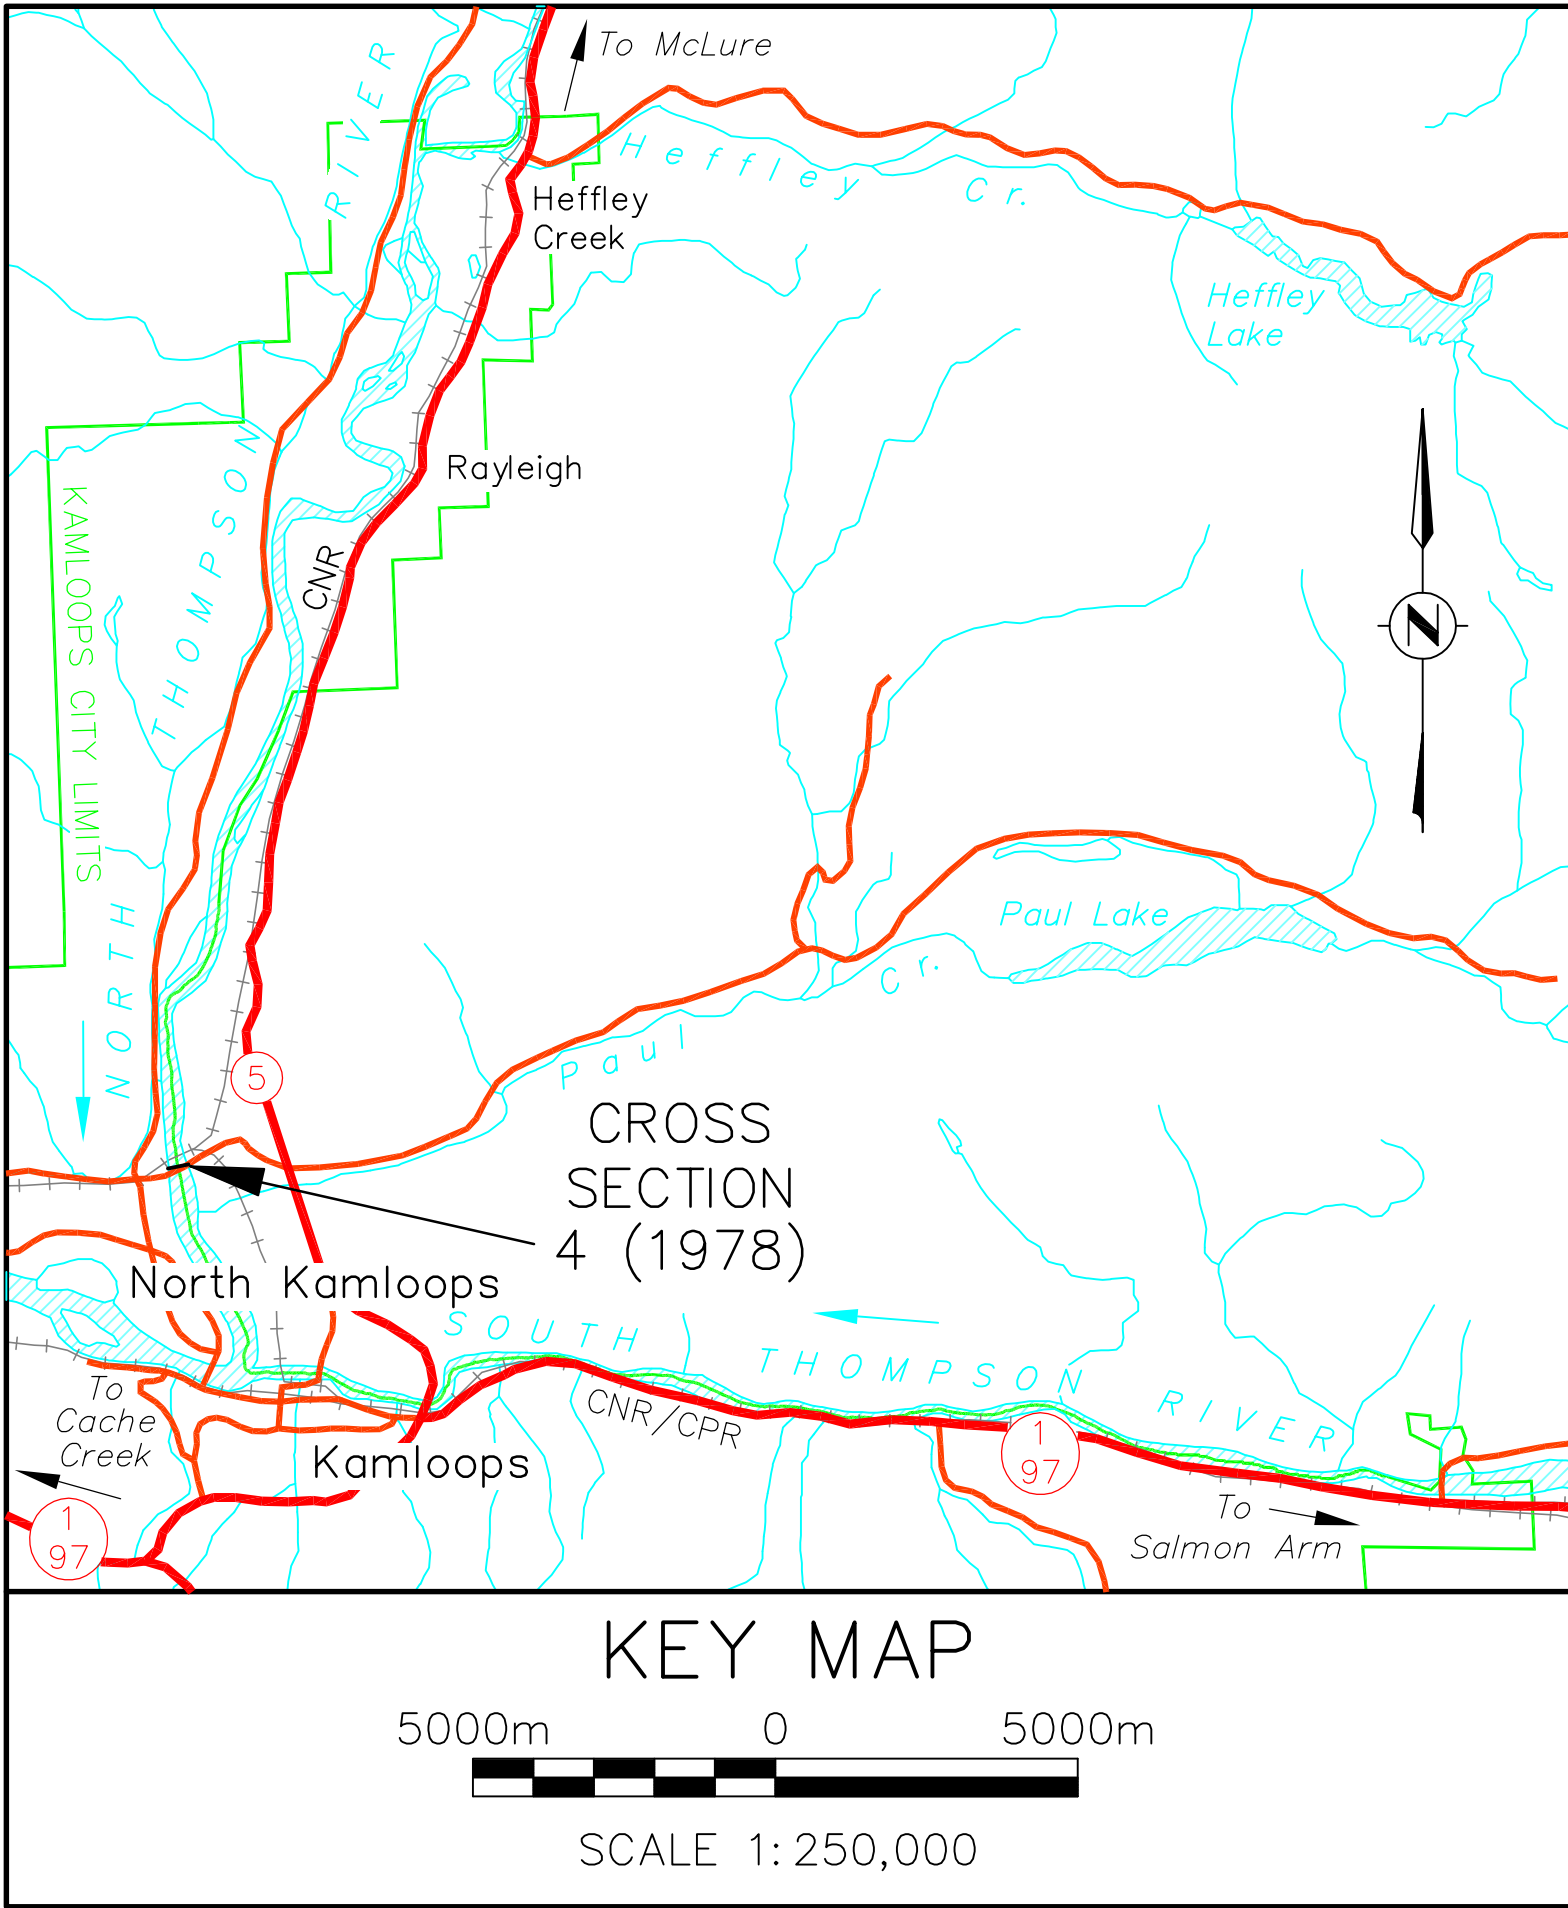 To McLure
RIVER
Heffley Cr.
Heffley
Creek
Heffley
Lake
THOMPSON
Rayleigh
KAMLOOPS CITY LIMITS
CNR
N
NORTH
Paul Lake
Paul Cr.
5
CROSS
SECTION
4 (1978)
North Kamloops
SOUTH THOMPSON RIVER
To
Cache
Creek
CNR/CPR
Kamloops
1
97
1
97
To
Salmon Arm
KEY MAP
5000m 0 5000m
SCALE 1:250,000